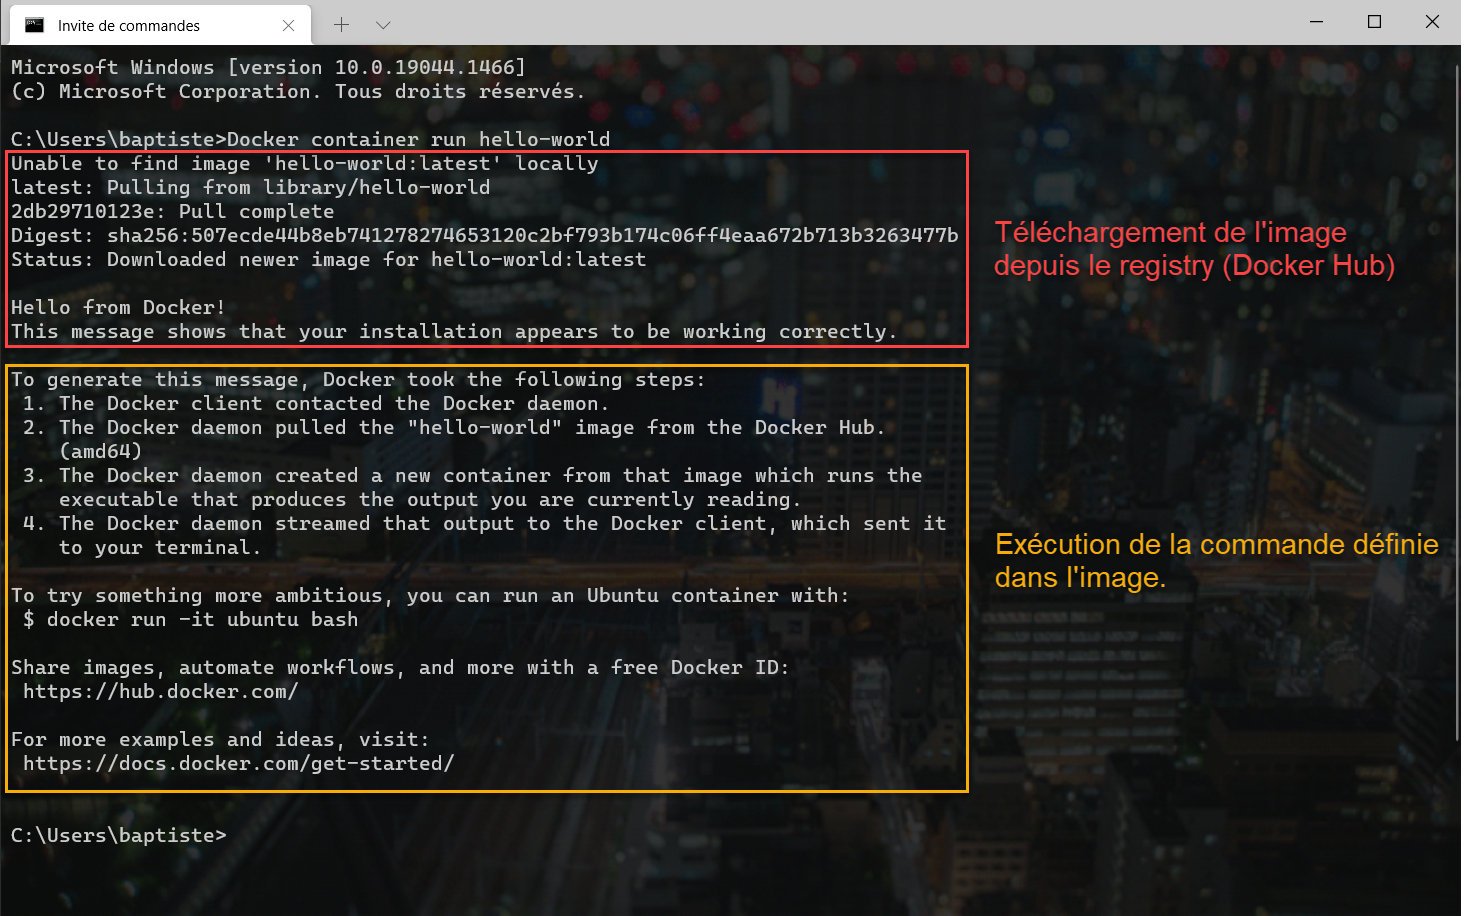 Invite de commandes
Microsoft Windows [version 10.0.19044.1466]
(c) Microsoft Corporation. Tous droits réservés.
C:\Users\baptiste>Docker container run hello-world
Unable to find image 'hello-world:latest' locally
latest: Pulling from library/hello-world
2db29710123e: Pull complete
Digest: sha256:507ecde44b8eb741278274653120c2bf793b174c06ff4eaa672b713b3263477b
Status: Downloaded newer image for hello-world:latest
Hello from Docker!
This message shows that your installation appears to be working correctly.
Téléchargement de l'image
depuis le registry (Docker Hub)
To generate this message, Docker took the following steps:
1. The Docker client contacted the Docker daemon.
2. The Docker daemon pulled the "hello-world" image from the Docker Hub.
(amd64)
3. The Docker daemon created a new container from that image which runs the
executable that produces the output you are currently reading.
4. The Docker daemon streamed that output to the Docker client, which sent it
to your terminal.
To try something more ambitious, you can run an Ubuntu container with:
$ docker run -it ubuntu bash
Share images, automate workflows, and more with a free Docker ID:
https://hub.docker.com/
For more examples and ideas, visit:
https://docs.docker.com/get-started/
Exécution de la commande définie
dans l'image.
C:\Users\baptiste>